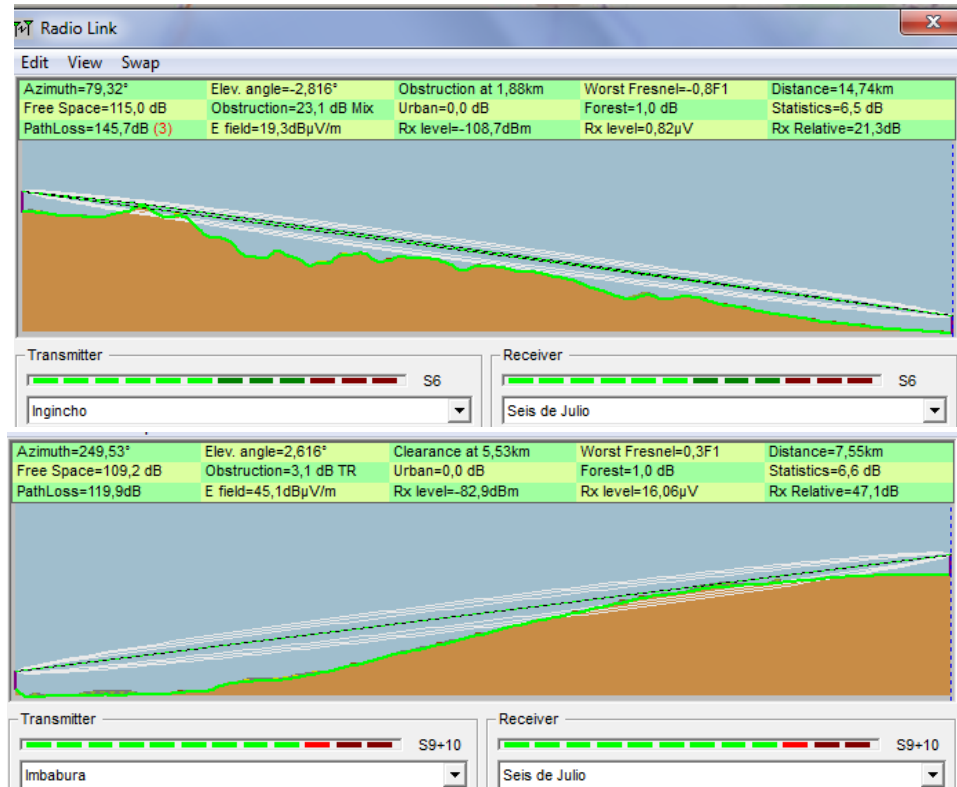 Radio Link
Edit View Swap
Azimuth=79,32° Elev. angle=-2,816° Obstruction at 1,88km Worst Fresnel=-0,8F1 Distance=14,74km
Free Space=115,0 dB Obstruction=23,1 dB Mix Urban=0,0 dB Forest=1,0 dB Statistics=6,5 dB
PathLoss=145,7dB (3) E field=19,3dBµV/m Rx level=-108,7dBm Rx level=0,82µV Rx Relative=21,3dB
Transmitter Receiver
S6 S6
Ingincho Seis de Julio
Azimuth=249,53° Elev. angle=2,616° Clearance at 5,53km Worst Fresnel=0,3F1 Distance=7,55km
Free Space=109,2 dB Obstruction=3,1 dB TR Urban=0,0 dB Forest=1,0 dB Statistics=6,6 dB
PathLoss=119,9dB E field=45,1dBµV/m Rx level=-82,9dBm Rx level=16,06µV Rx Relative=47,1dB
Transmitter Receiver
S9+10 S9+10
Imbabura Seis de Julio